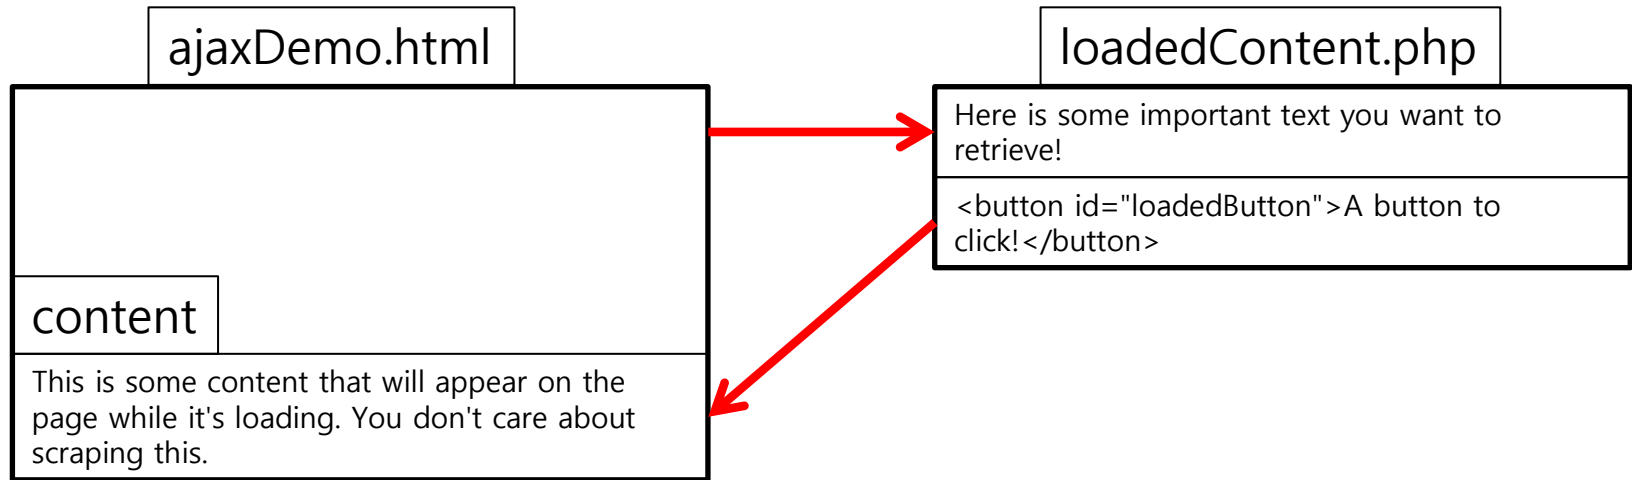 ajaxDemo.html
content
This is some content that will appear on the
page while it's loading. You don't care about
scraping this.
loadedContent.php
Here is some important text you want to
retrieve!
<button id="loadedButton">A button to
click!</button>